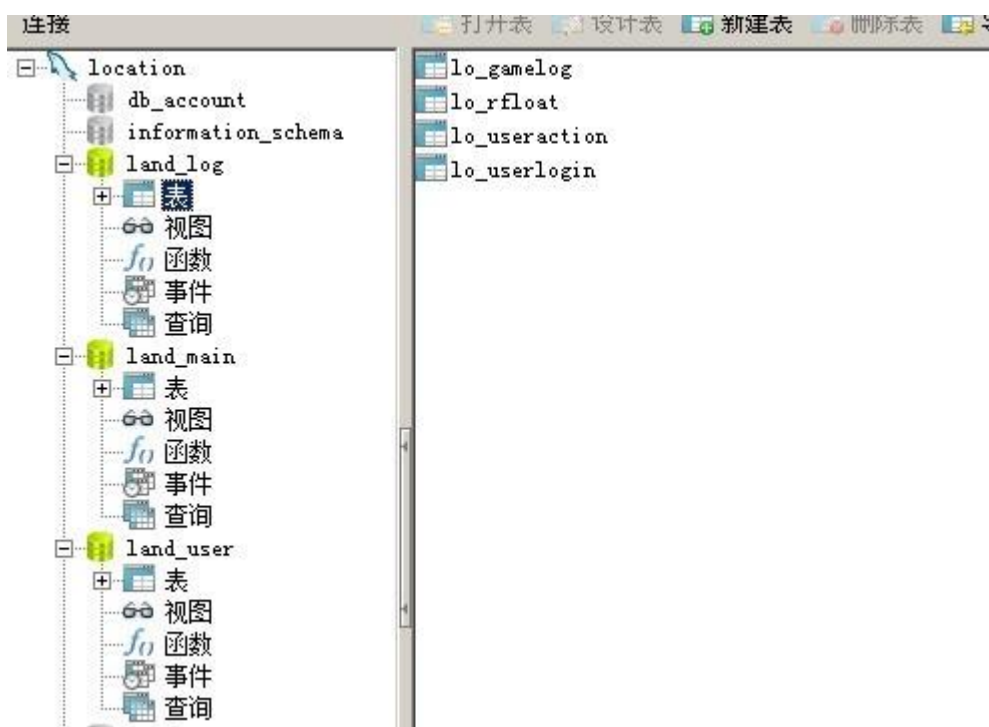 连接
打开表 设计表 新建表 删除表
location
db_account
information_schema
land_log
表
视图
函数
事件
查询
land_main
表
视图
函数
事件
查询
land_user
表
视图
函数
事件
查询
lo_gamelog
lo_rfloat
lo_useraction
lo_userlogin